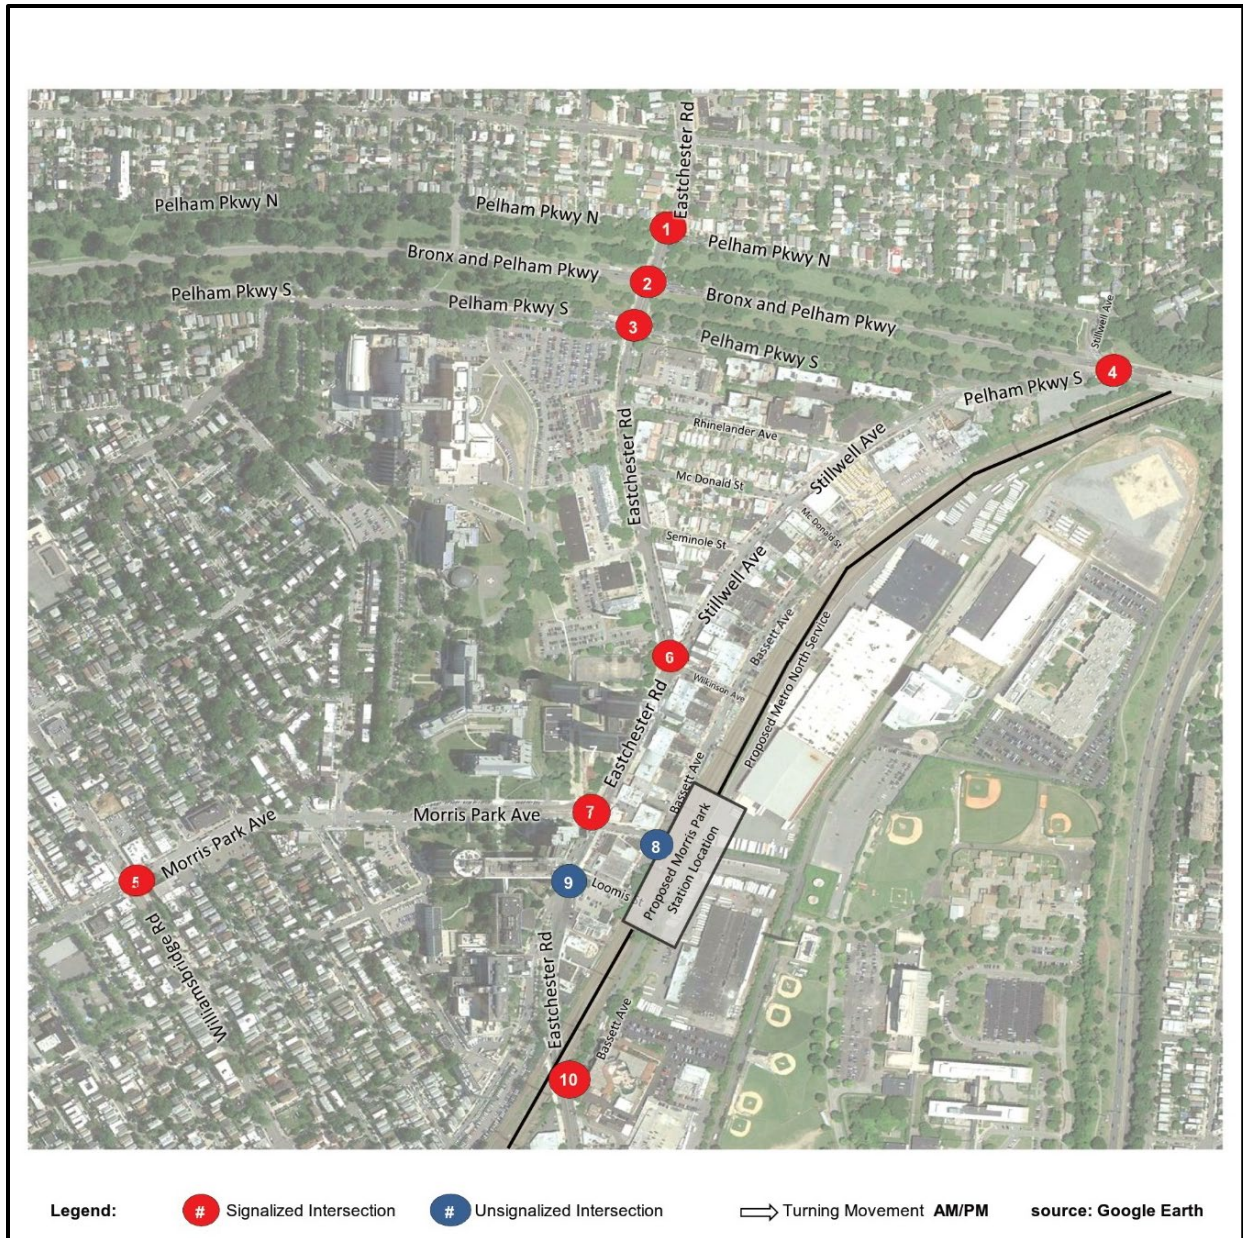 Eastchester Rd
Pelham Pkwy N
Pelham Pkwy N
1
Pelham Pkwy N
Bronx and Pelham Pkwy
2
Bronx and Pelham Pkwy
Pelham Pkwy S
Pelham Pkwy S
3
Pelham Pkwy S
Stillwell Ave
4
Pelham Pkwy S
Eastchester Rd
Rhinelander Ave
Stillwell Ave
Mc Donald St
Mc Donald St
Seminole St
Stillwell Ave
Bassett Ave
Proposed Metro North Service
6
Wilkinson Ave
Eastchester Rd
Bassett Ave
Morris Park Ave
7
Morris Park Ave
8
Proposed Morris Park
Station Location
5
9
Loomis St
Williamsbridge Rd
Eastchester Rd
Bassett Ave
10
Legend:
# Signalized Intersection
# Unsignalized Intersection
Turning Movement AM/PM
source: Google Earth